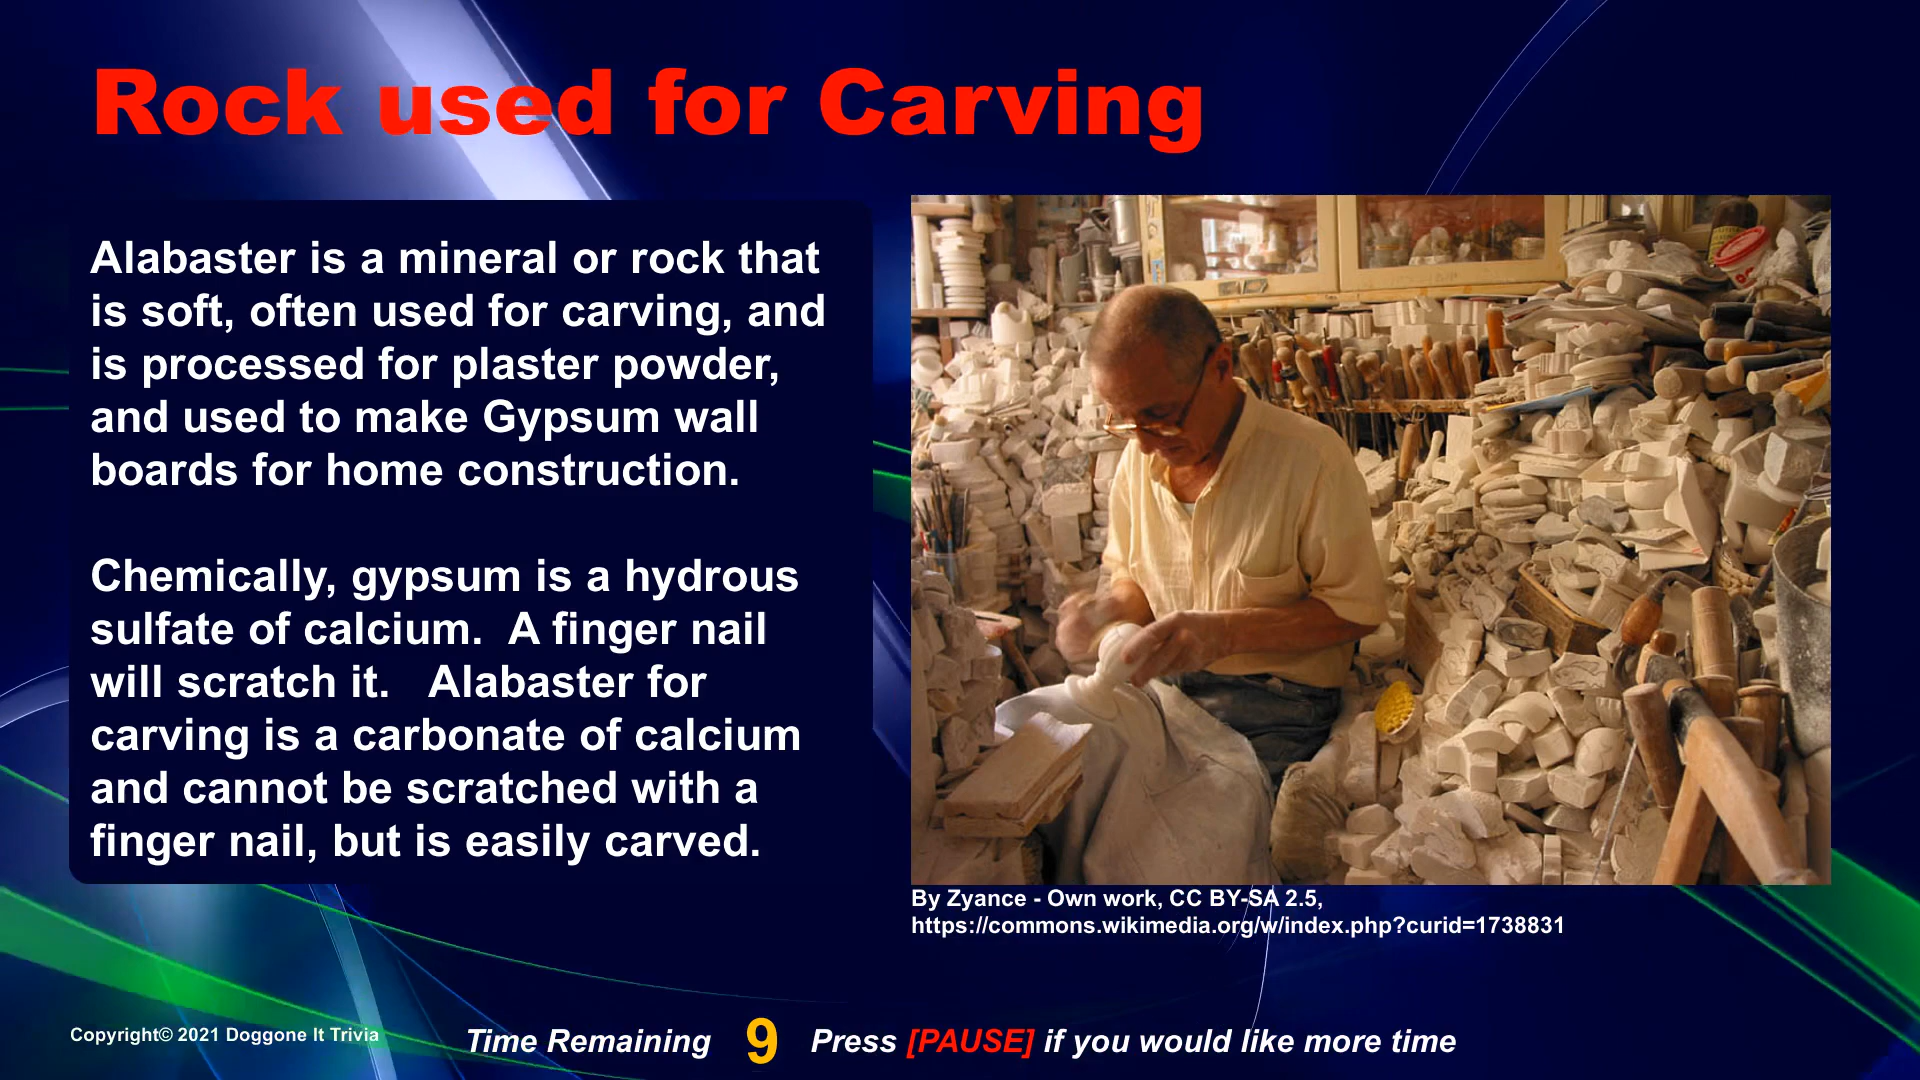 Rock used for Carving
Alabaster is a mineral or rock that
is soft, often used for carving, and
is processed for plaster powder,
and used to make Gypsum wall
boards for home construction.
Chemically, gypsum is a hydrous
sulfate of calcium.  A finger nail
will scratch it.   Alabaster for
carving is a carbonate of calcium
and cannot be scratched with a
finger nail, but is easily carved.
By Zyance - Own work, CC BY-SA 2.5,
https://commons.wikimedia.org/w/index.php?curid=1738831
Copyright© 2021 Doggone It Trivia
Time Remaining 9 Press [PAUSE] if you would like more time